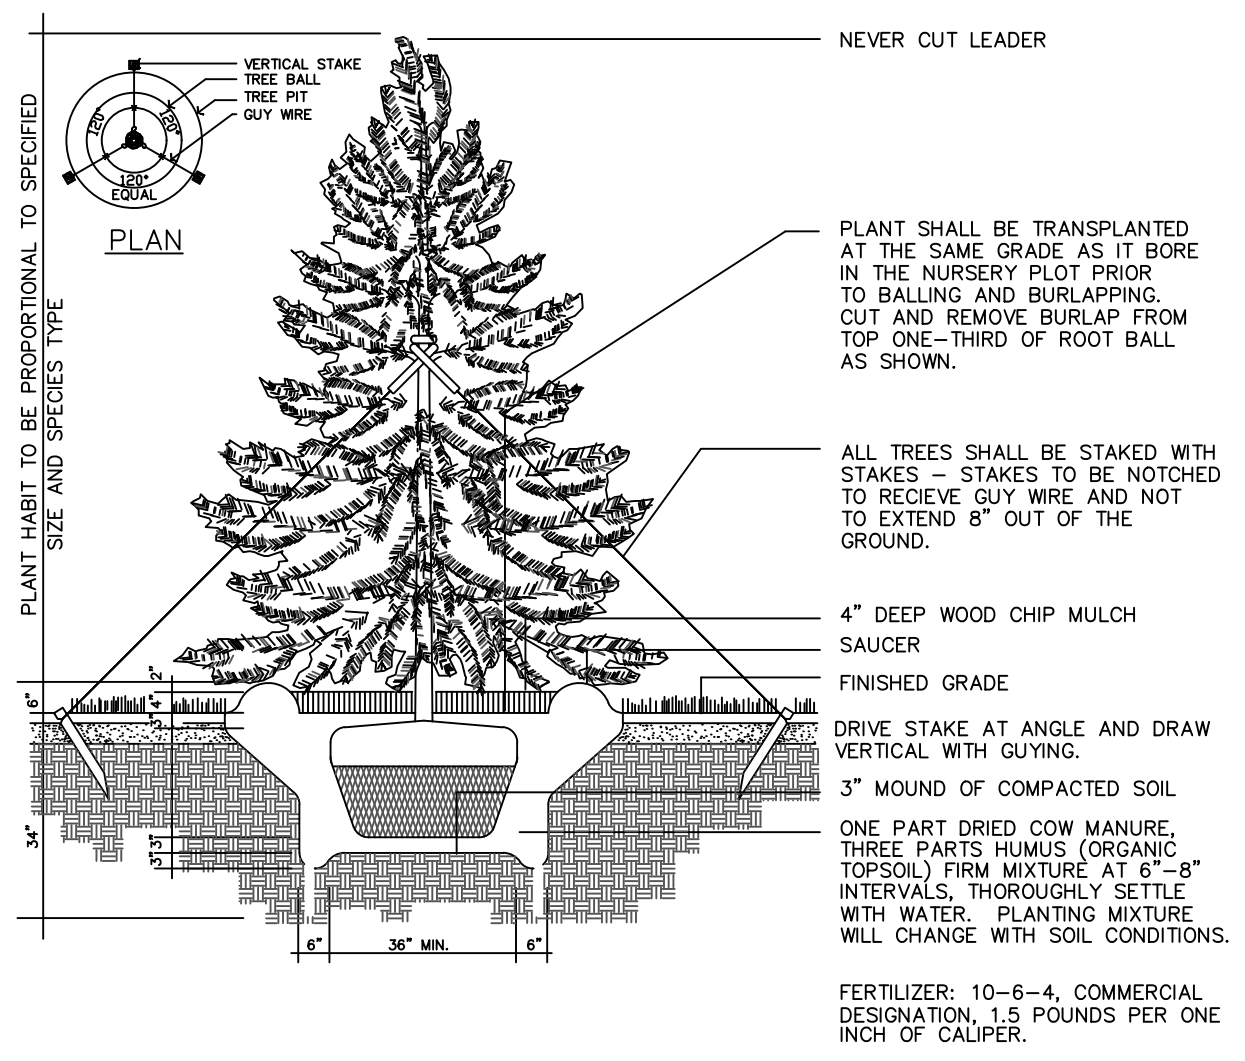 NEVER CUT LEADER
VERTICAL STAKE
TREE BALL
TREE PIT
GUY WIRE
120°
120°
120°
EQUAL
PLAN
PLANT HABIT TO BE PROPORTIONAL TO SPECIFIED
SIZE AND SPECIES TYPE
PLANT SHALL BE TRANSPLANTED
AT THE SAME GRADE AS IT BORE
IN THE NURSERY PLOT PRIOR
TO BALLING AND BURLAPPING.
CUT AND REMOVE BURLAP FROM
TOP ONE-THIRD OF ROOT BALL
AS SHOWN.
ALL TREES SHALL BE STAKED WITH
STAKES - STAKES TO BE NOTCHED
TO RECIEVE GUY WIRE AND NOT
TO EXTEND 8" OUT OF THE
GROUND.
4" DEEP WOOD CHIP MULCH
SAUCER
FINISHED GRADE
DRIVE STAKE AT ANGLE AND DRAW
VERTICAL WITH GUYING.
3" MOUND OF COMPACTED SOIL
ONE PART DRIED COW MANURE,
THREE PARTS HUMUS (ORGANIC
TOPSOIL) FIRM MIXTURE AT 6"-8"
INTERVALS, THOROUGHLY SETTLE
WITH WATER. PLANTING MIXTURE
WILL CHANGE WITH SOIL CONDITIONS.
FERTILIZER: 10-6-4, COMMERCIAL
DESIGNATION, 1.5 POUNDS PER ONE
INCH OF CALIPER.
2"
6"
4"
3"
34"
3"
3"
6"
36" MIN.
6"